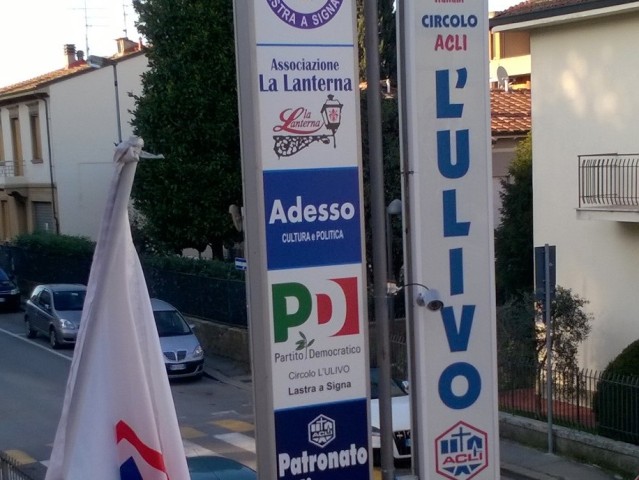 LASTRA A SIGNA
Associazione
La Lanterna
La
Lanterna
Adesso
CULTURA e POLITICA
PD
Partito Democratico
Circolo L'ULIVO
Lastra a Signa
ACLI
Patronato
CIRCOLO
ACLI
L'ULIVO
ACLI